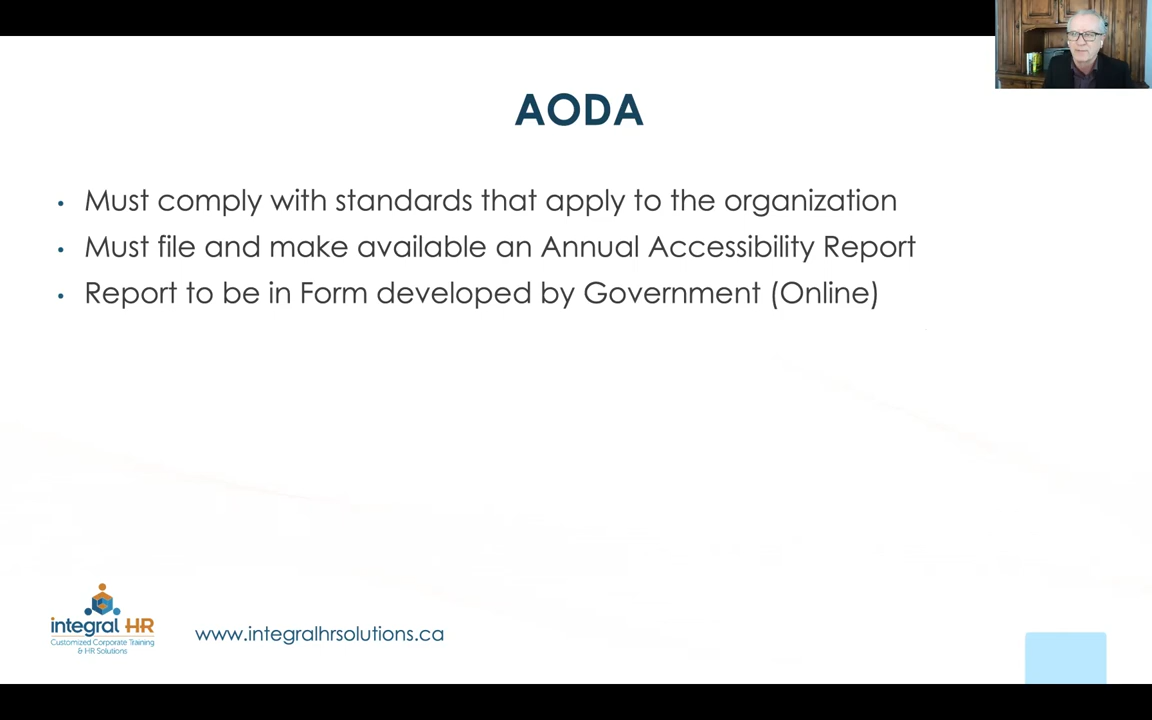 AODA
• Must comply with standards that apply to the organization
• Must file and make available an Annual Accessibility Report
• Report to be in Form developed by Government (Online)
integral HR
Customized Corporate Training
& HR Solutions
www.integralhrsolutions.ca